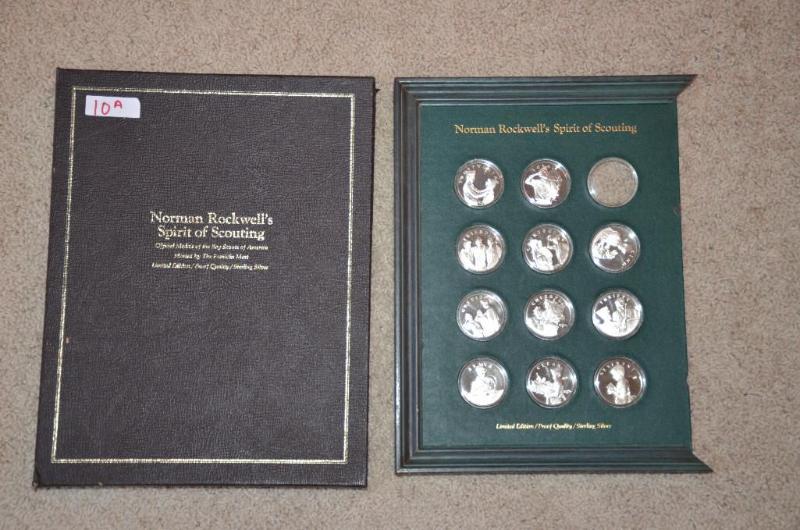 10 A
Norman Rockwell's
Spirit of Scouting
Official Medals of the Boy Scouts of America
Minted by The Franklin Mint
Limited Edition/Proof Quality/Sterling Silver
Norman Rockwell's Spirit of Scouting
Limited Edition/Proof Quality/Sterling Silver